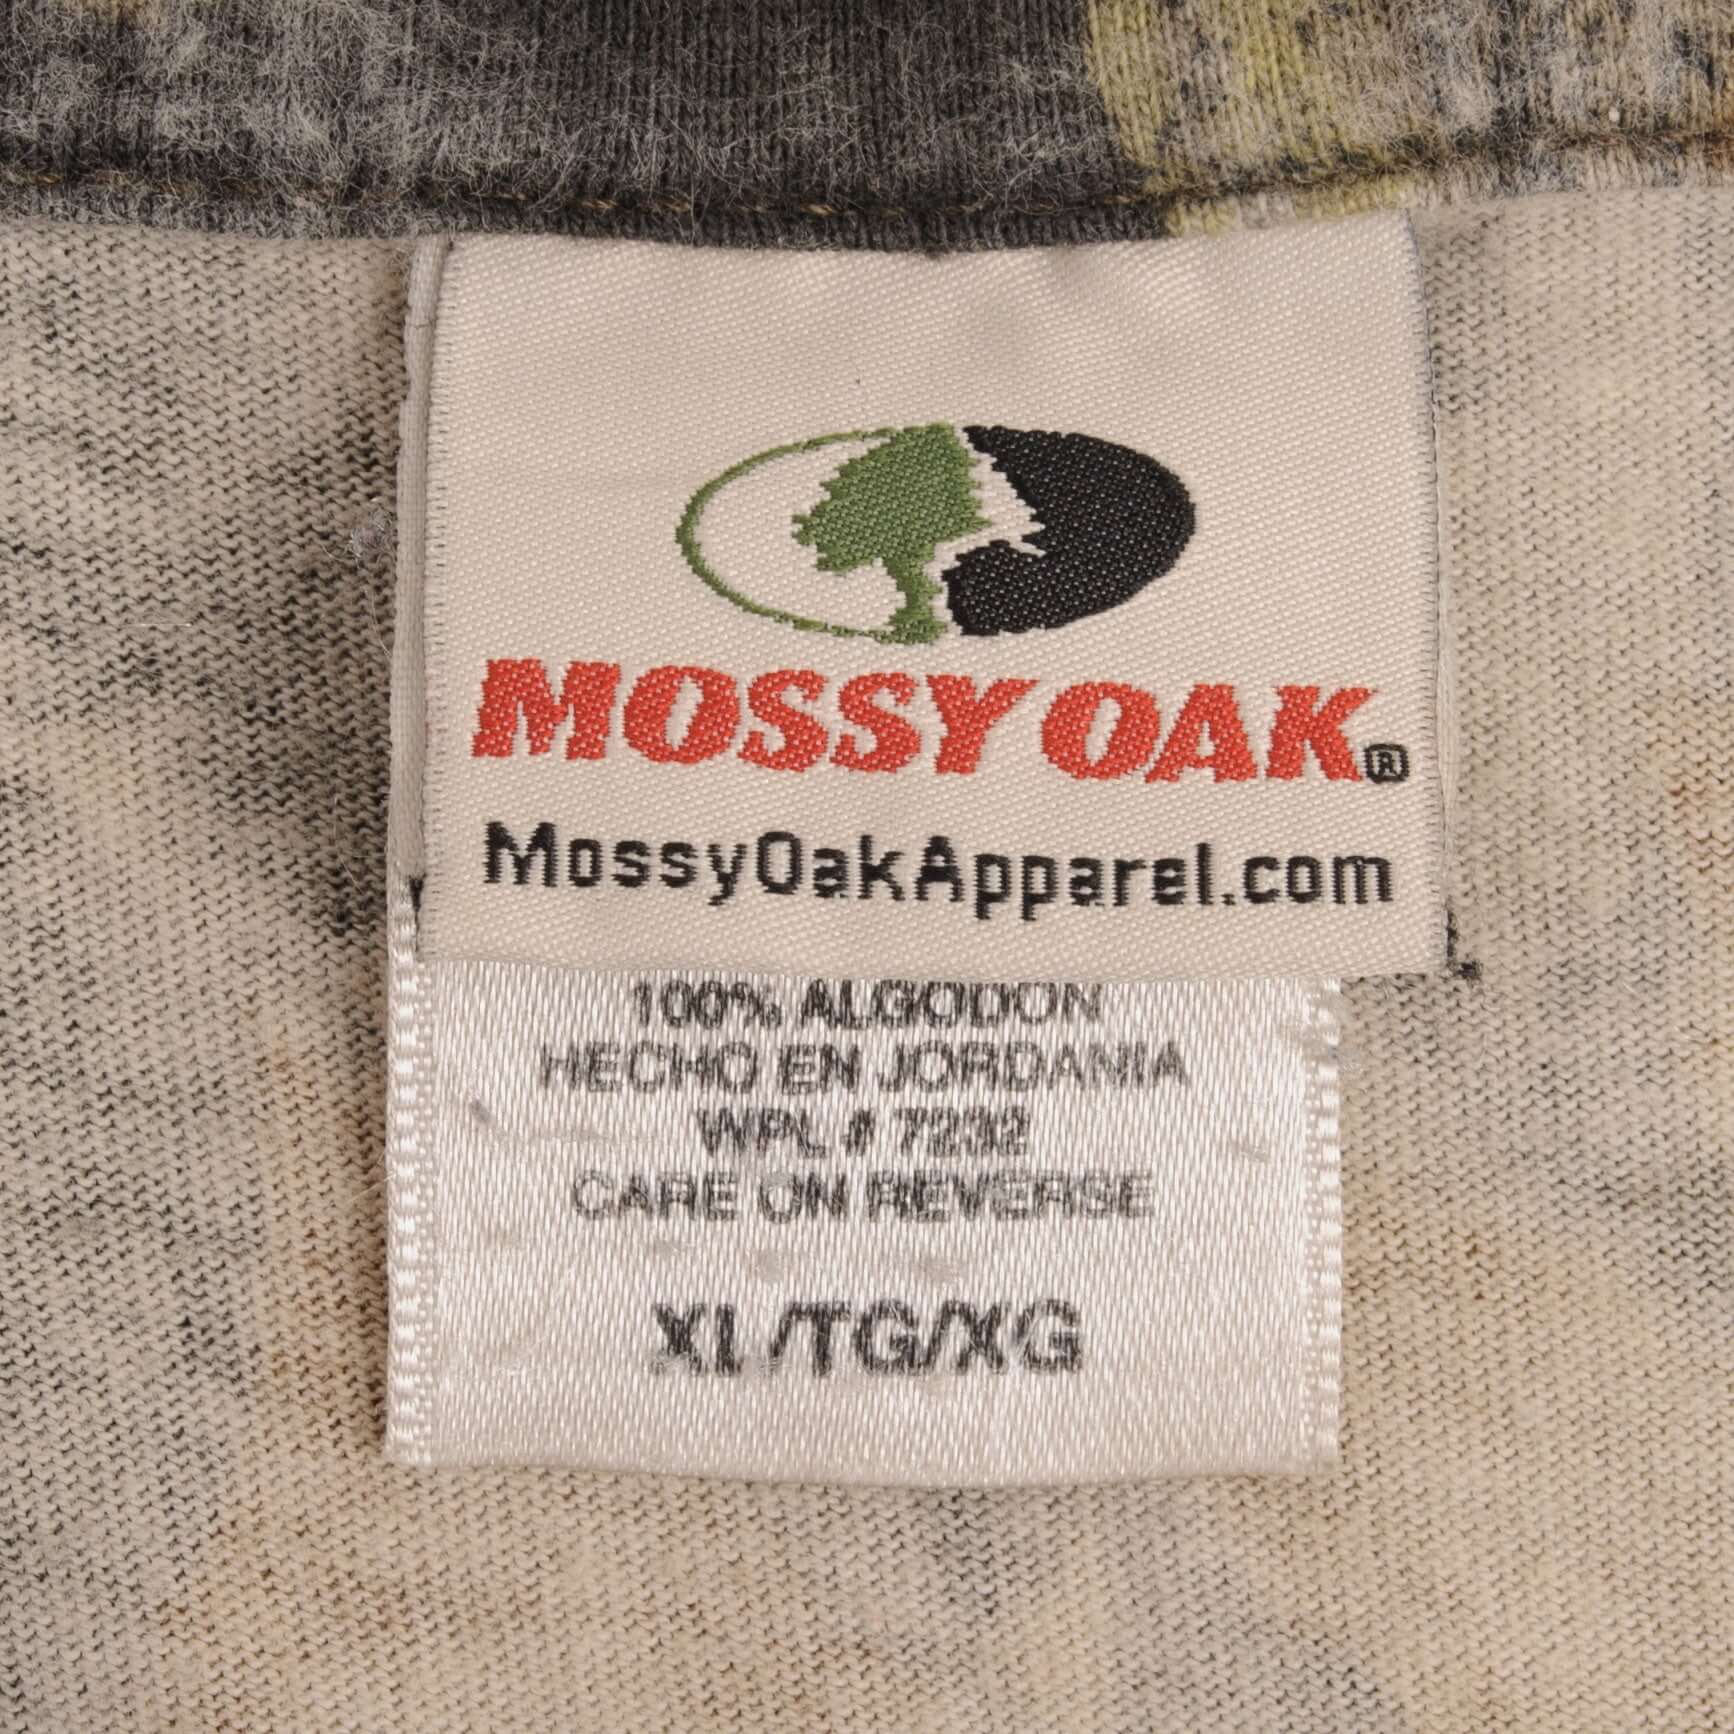 MOSSY OAK®
MossyOakApparel.com
100% ALGODON
HECHO EN JORDANIA
WPL # 7232
CARE ON REVERSE
XL/TG/XG